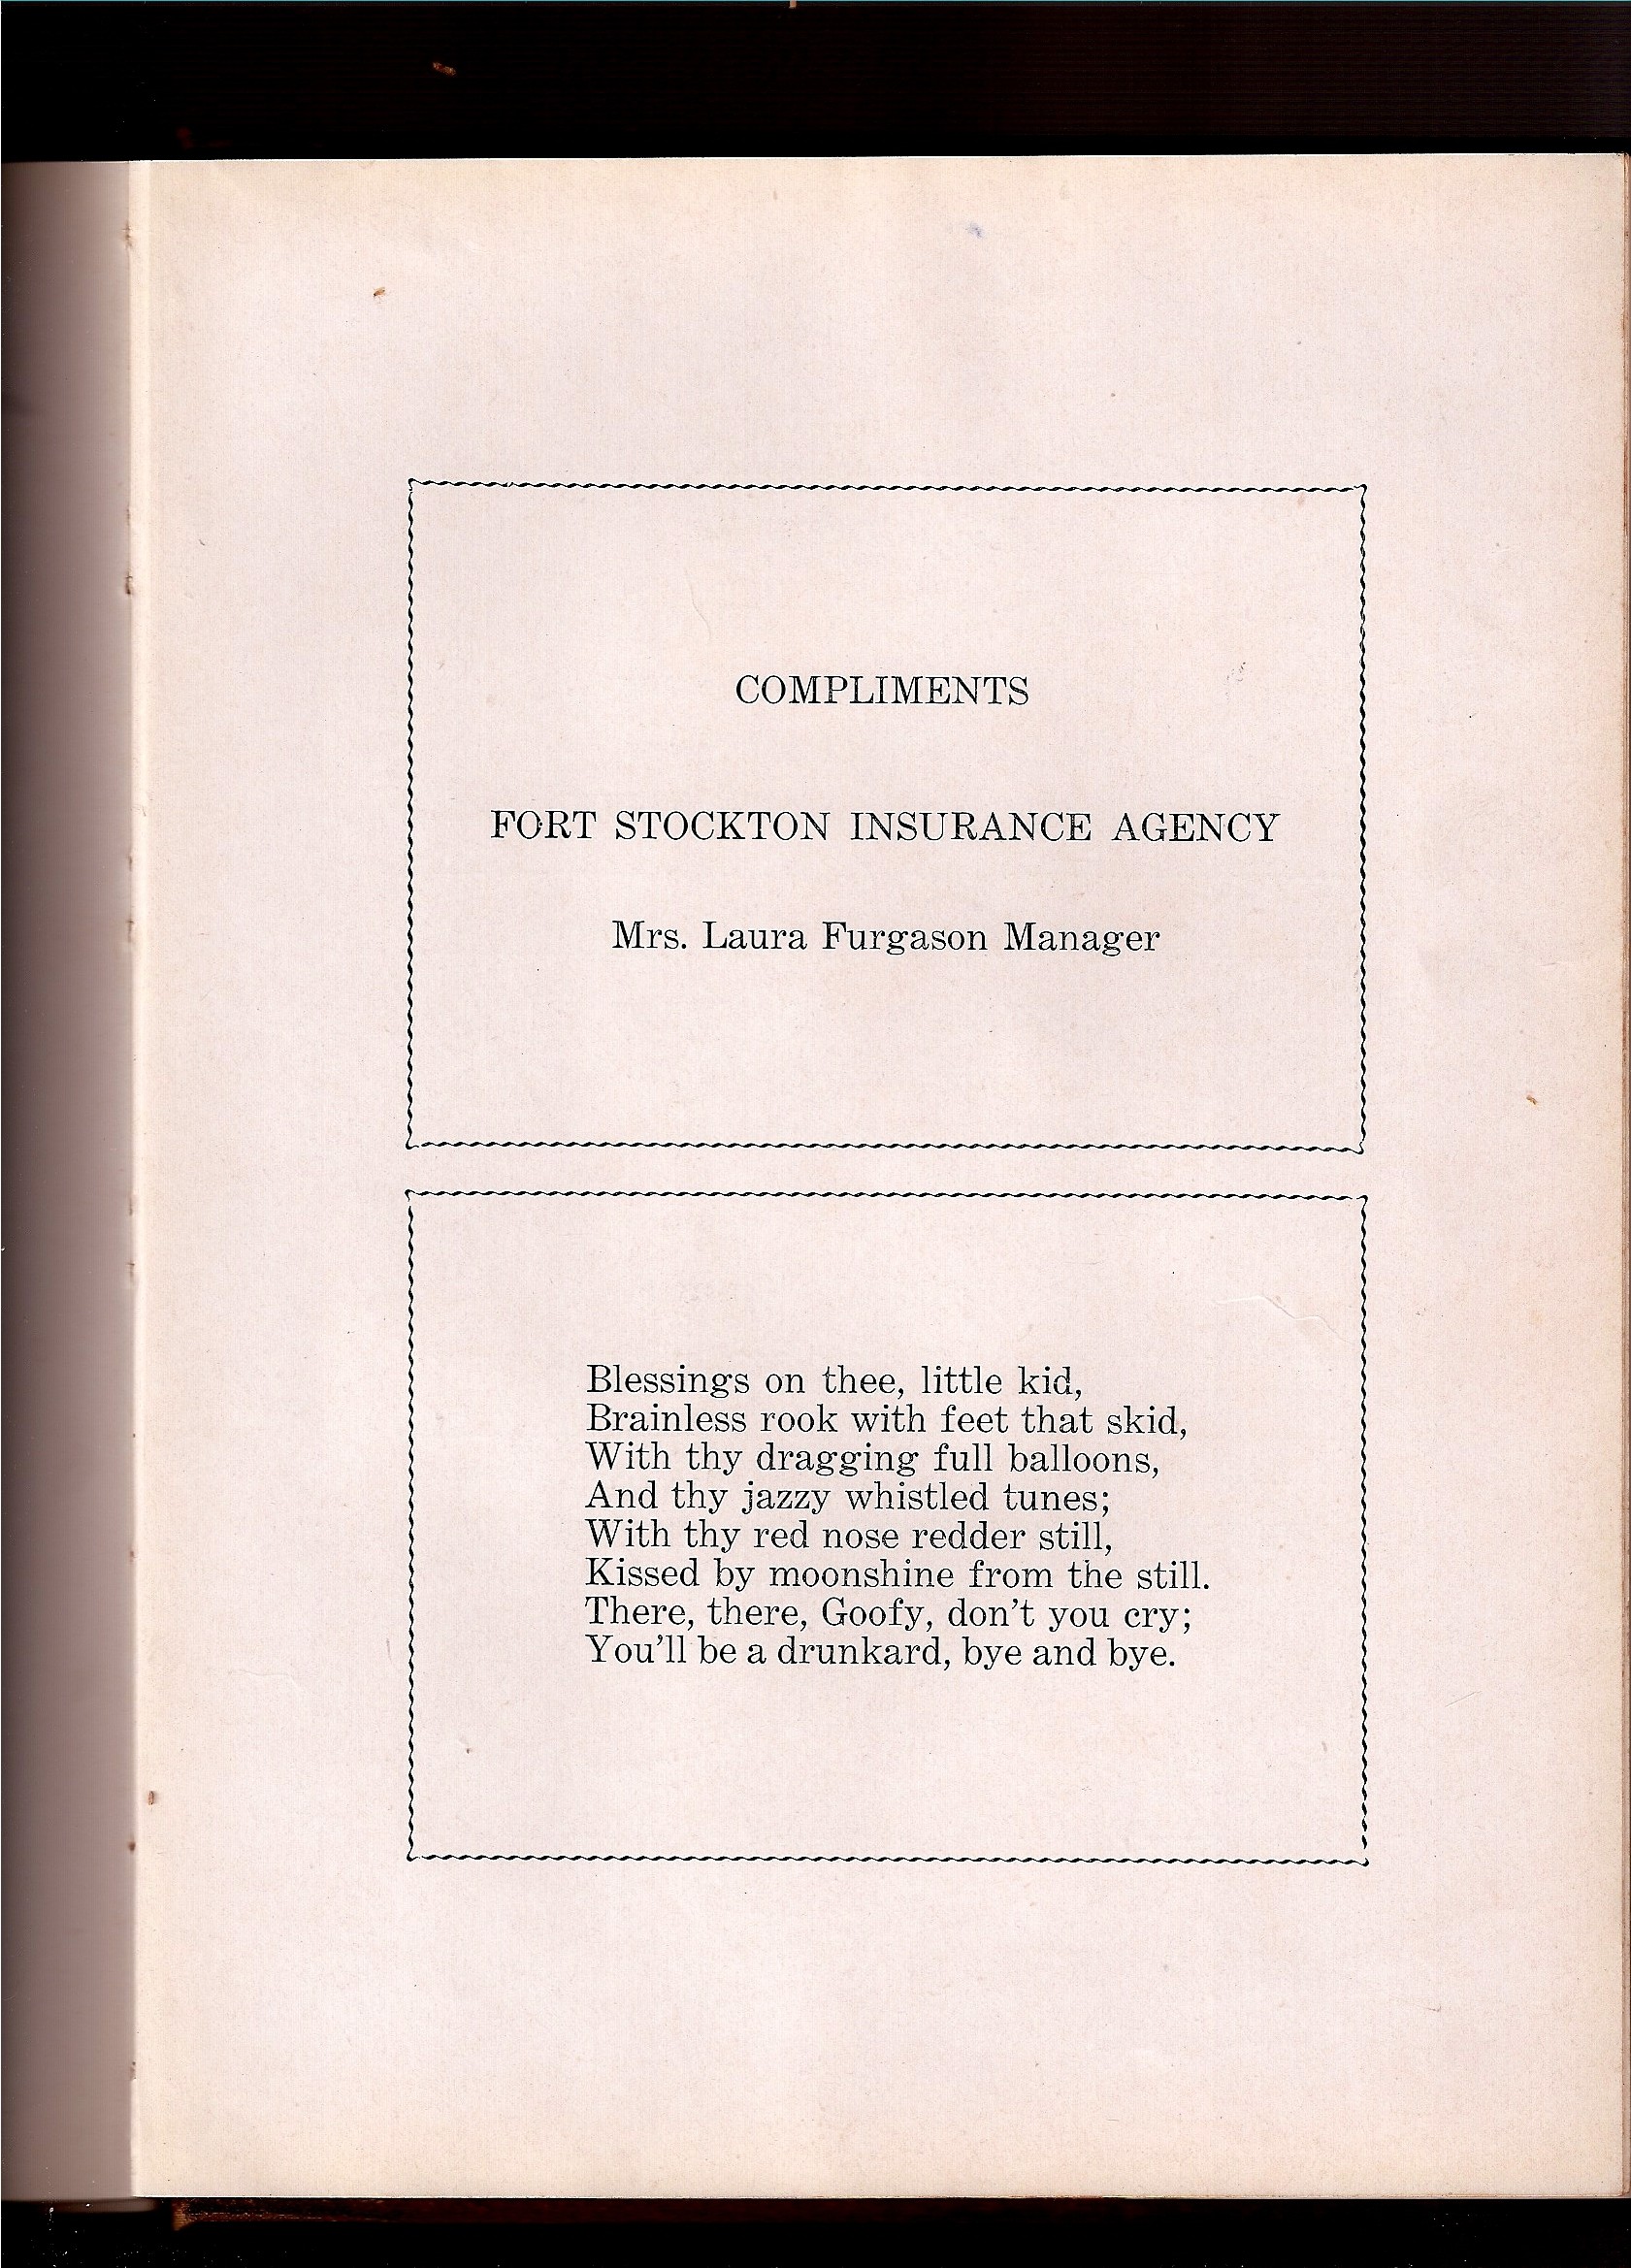 COMPLIMENTS
FORT STOCKTON INSURANCE AGENCY
Mrs. Laura Furgason Manager
Blessings on thee, little kid,
Brainless rook with feet that skid,
With thy dragging full balloons,
And thy jazzy whistled tunes;
With thy red nose redder still,
Kissed by moonshine from the still.
There, there, Goofy, don't you cry;
You'll be a drunkard, bye and bye.